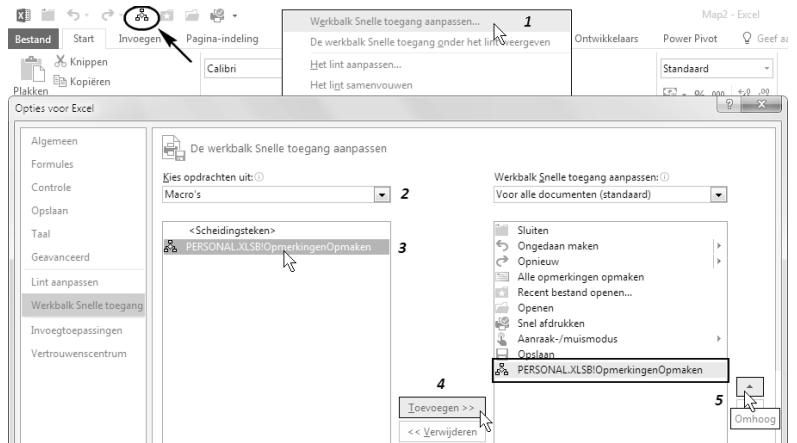 Map2 - Excel
Werkbalk Snelle toegang aanpassen... 1
De werkbalk Snelle toegang onder het lint weergeven
Het lint aanpassen...
Het lint samenvouwen
Bestand Start Invoegen Pagina-indeling Ontwikkelaars Power Pivot Geef
Plakken
Knippen
Kopiëren
Calibri
Standaard
% 000
Opties voor Excel
Algemeen
Formules
Controle
Opslaan
Taal
Geavanceerd
Lint aanpassen
Werkbalk Snelle toegang
Invoegtoepassingen
Vertrouwenscentrum
De werkbalk Snelle toegang aanpassen
Kies opdrachten uit:
Macro's 2
<Scheidingsteken>
PERSONAL.XLSB!OpmerkingenOpmaken 3
4
Toevoegen >>
<< Verwijderen
Werkbalk Snelle toegang aanpassen:
Voor alle documenten (standaard)
Sluiten
Ongedaan maken
Opnieuw
Alle opmerkingen opmaken
Recent bestand openen...
Openen
Snel afdrukken
Aanraak-/muismodus
Opslaan
PERSONAL.XLSB!OpmerkingenOpmaken
5
Omhoog